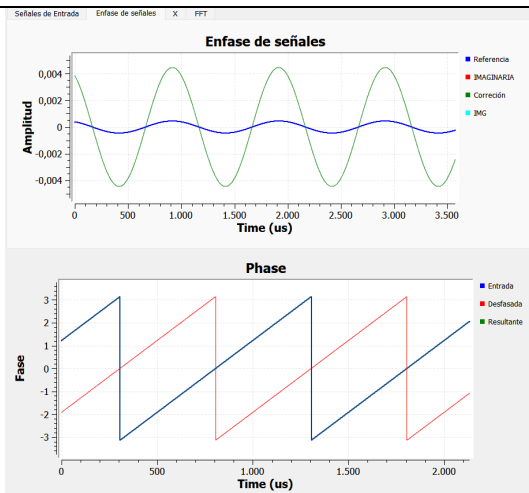 Señales de Entrada Enfase de señales X FFT
Enfase de señales
Amplitud
0,004
0,002
0
-0,002
-0,004
0 500 1.000 1.500 2.000 2.500 3.000 3.500
Time (us)
Referencia
IMAGINARIA
Correción
IMG
Phase
Fase
3
2
1
0
-1
-2
-3
0 500 1.000 1.500 2.000
Time (us)
Entrada
Desfasada
Resultante